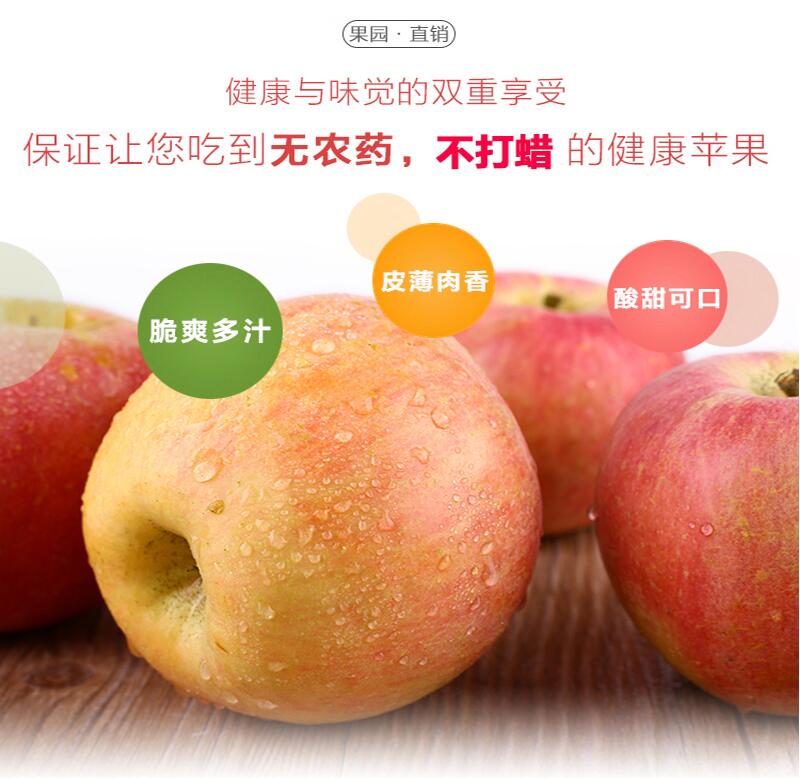 果园·直销
健康与味觉的双重享受
保证让您吃到无农药，不打蜡 的健康苹果
脆爽多汁
皮薄肉香
酸甜可口